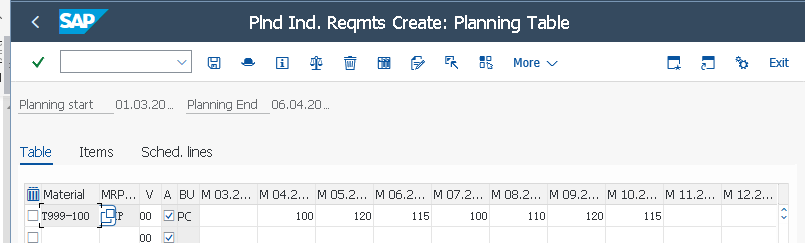 SAP Plnd Ind. Reqmts Create: Planning Table
More Exit
Planning start 01.03.20... Planning End 06.04.20...
Table Items Sched. lines
Material MRP... V A BU M 03.2... M 04.2... M 05.2... M 06.2... M 07.2... M 08.2... M 09.2... M 10.2... M 11.2... M 12.2...
T999-100 00 PC 100 120 115 100 110 120 115
00